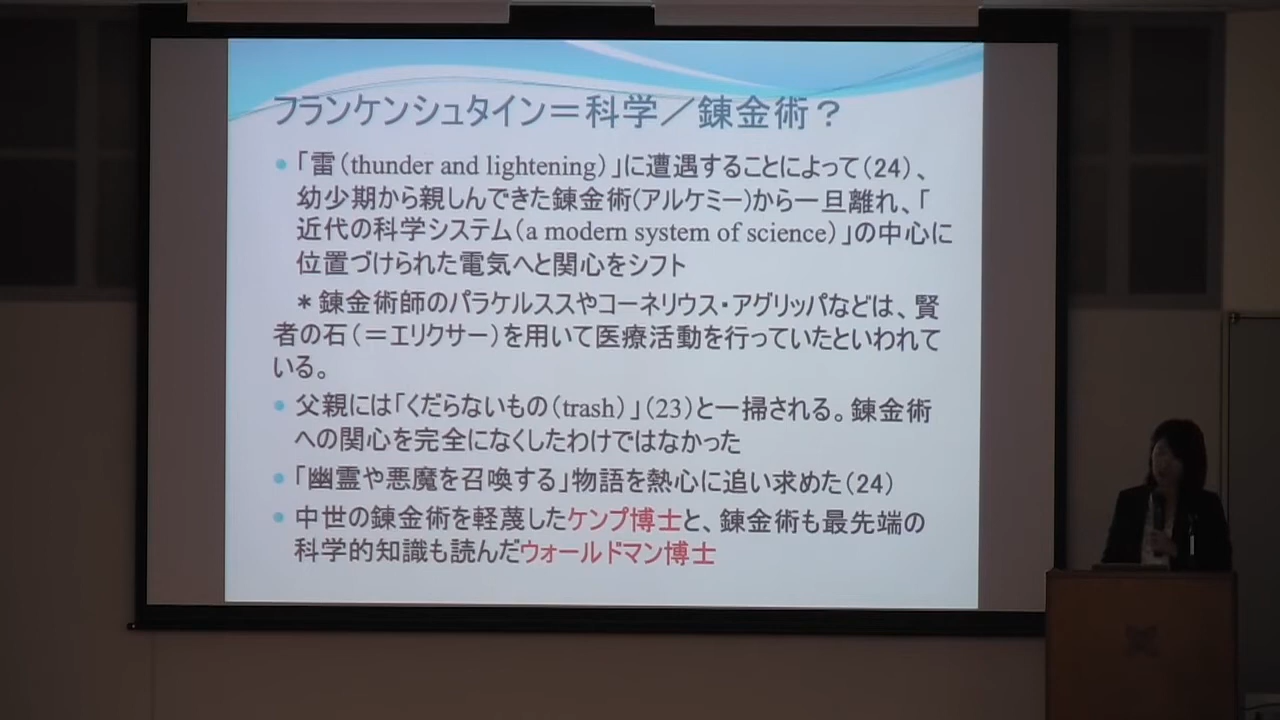 フランケンシュタイン＝科学／錬金術？
「雷（thunder and lightening）」に遭遇することによって（24）、
幼少期から親しんできた錬金術(アルケミー)から一旦離れ、「
近代の科学システム（a modern system of science）」の中心に
位置づけられた電気へと関心をシフト
＊錬金術師のパラケルススやコーネリウス・アグリッパなどは、賢
者の石（＝エリクサー）を用いて医療活動を行っていたといわれて
いる。
父親には「くだらないもの（trash）」（23）と一掃される。錬金術
への関心を完全になくしたわけではなかった
「幽霊や悪魔を召喚する」物語を熱心に追い求めた（24）
中世の錬金術を軽蔑したケンプ博士と、錬金術も最先端の
科学的知識も読んだウォールドマン博士